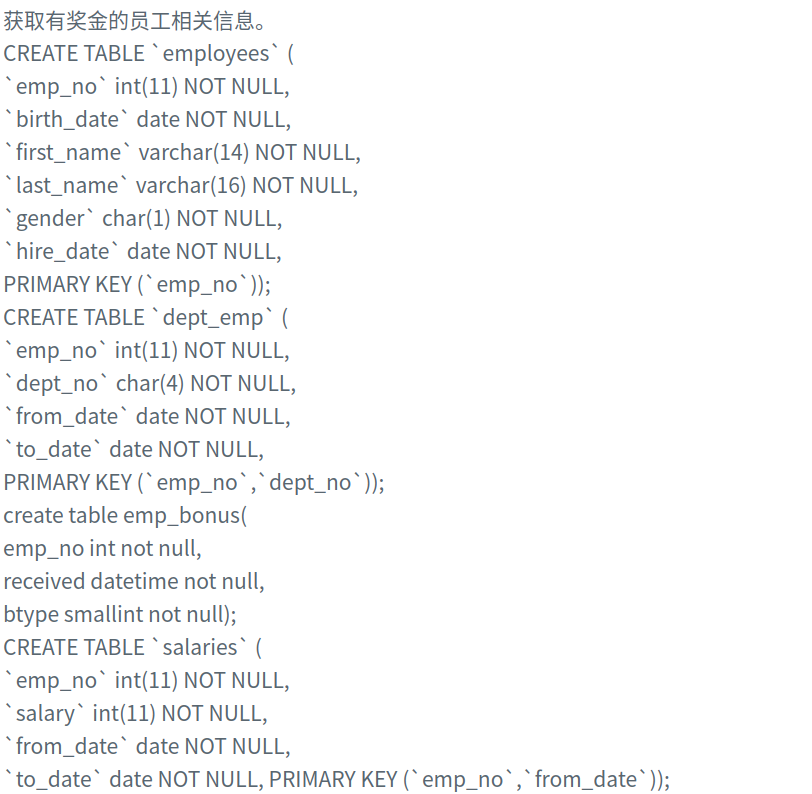 获取有奖金的员工相关信息。
CREATE TABLE `employees` (
`emp_no` int(11) NOT NULL,
`birth_date` date NOT NULL,
`first_name` varchar(14) NOT NULL,
`last_name` varchar(16) NOT NULL,
`gender` char(1) NOT NULL,
`hire_date` date NOT NULL,
PRIMARY KEY (`emp_no`));
CREATE TABLE `dept_emp` (
`emp_no` int(11) NOT NULL,
`dept_no` char(4) NOT NULL,
`from_date` date NOT NULL,
`to_date` date NOT NULL,
PRIMARY KEY (`emp_no`,`dept_no`));
create table emp_bonus(
emp_no int not null,
received datetime not null,
btype smallint not null);
CREATE TABLE `salaries` (
`emp_no` int(11) NOT NULL,
`salary` int(11) NOT NULL,
`from_date` date NOT NULL,
`to_date` date NOT NULL, PRIMARY KEY (`emp_no`,`from_date`));